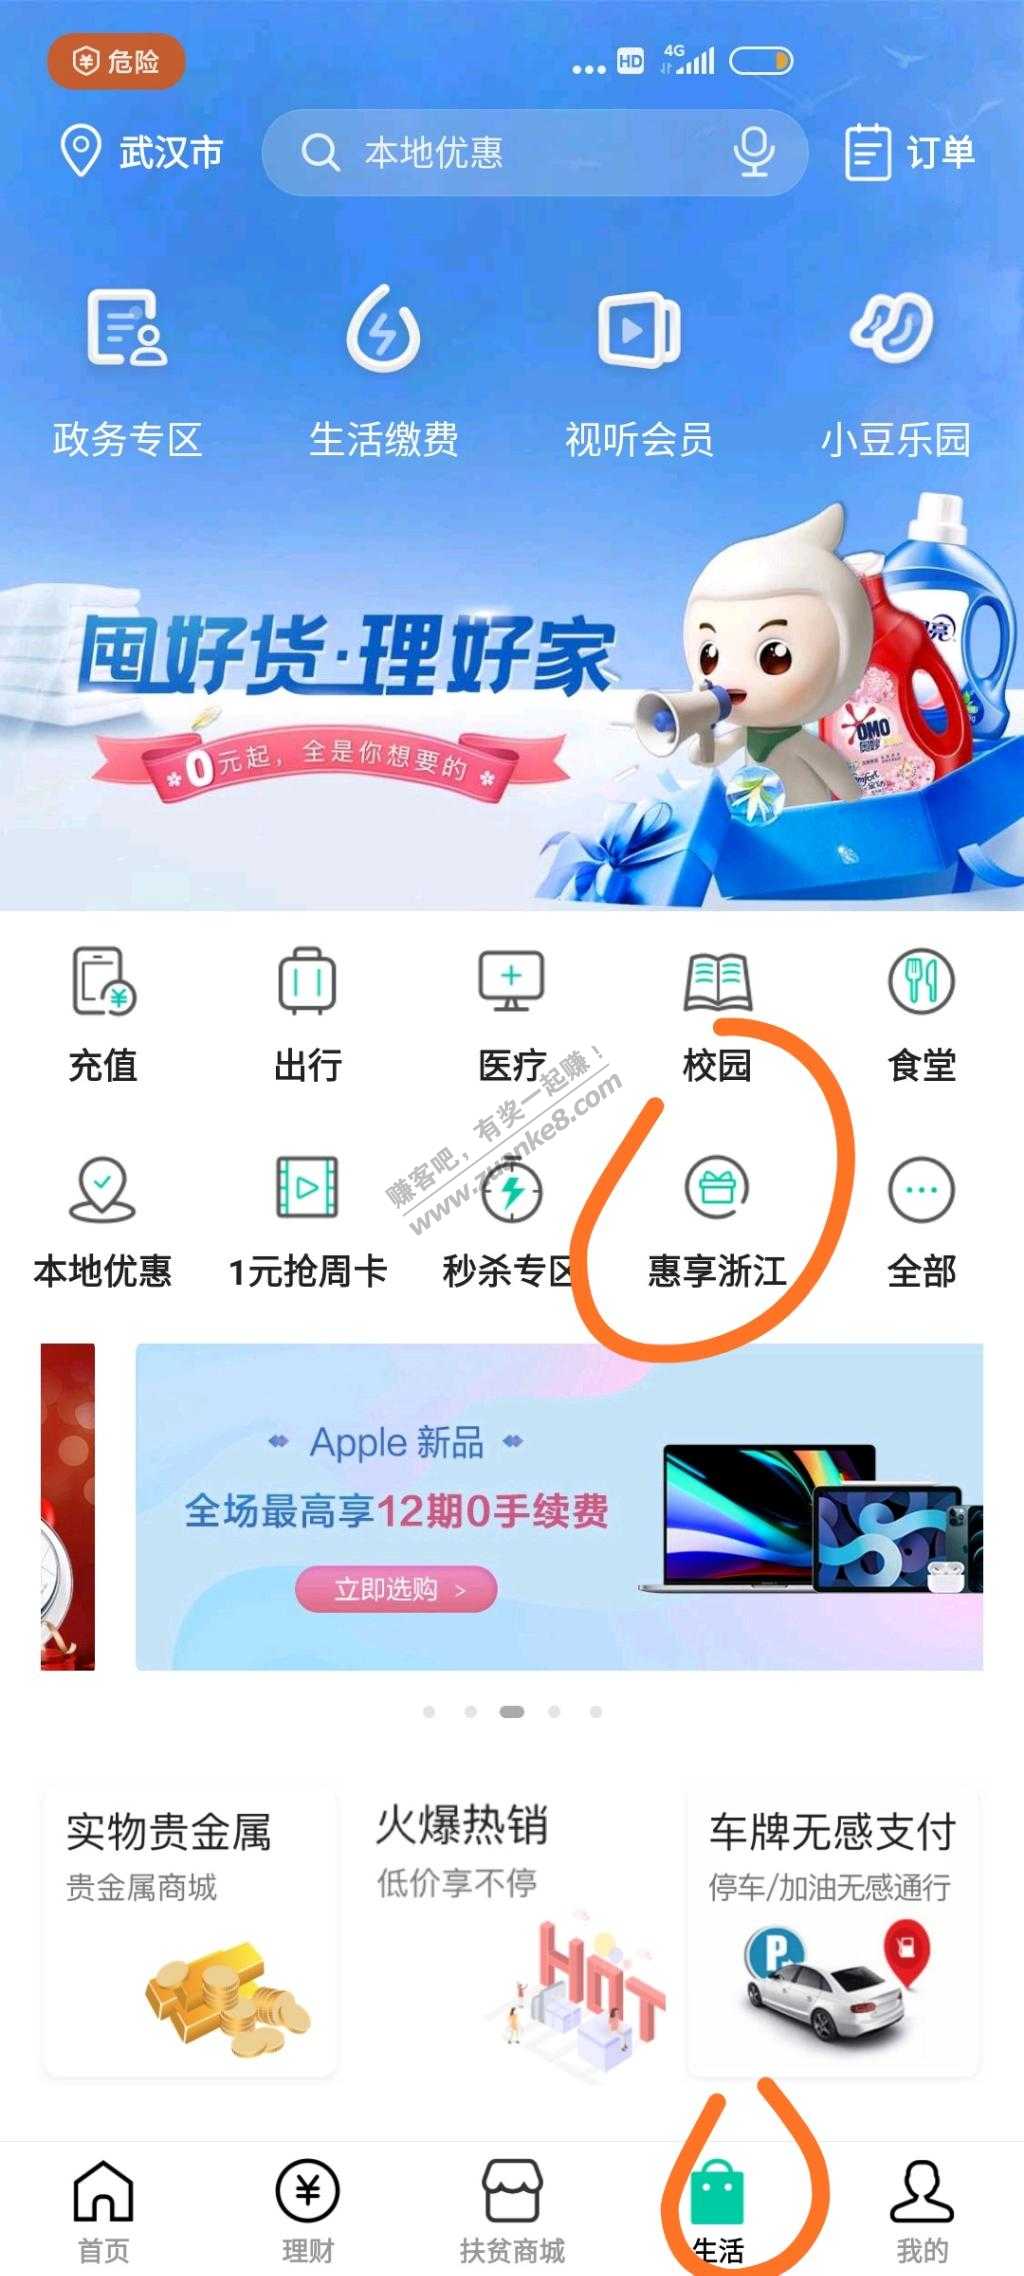 危险
HD 4G
武汉市
本地优惠
订单
政务专区 生活缴费 视听会员 小豆乐园
囤好货·理好家
0元起，全是你想要的
OMO
充值 出行 医疗 校园 食堂
赚客吧，有奖一起赚！
www.zuanke8.com
本地优惠 1元抢周卡 秒杀专区 惠享浙江 全部
Apple 新品
全场最高享12期0手续费
立即选购 >
实物贵金属
贵金属商城
火爆热销
低价享不停
HOT
车牌无感支付
停车/加油无感通行
P
首页 理财 扶贫商城 生活 我的